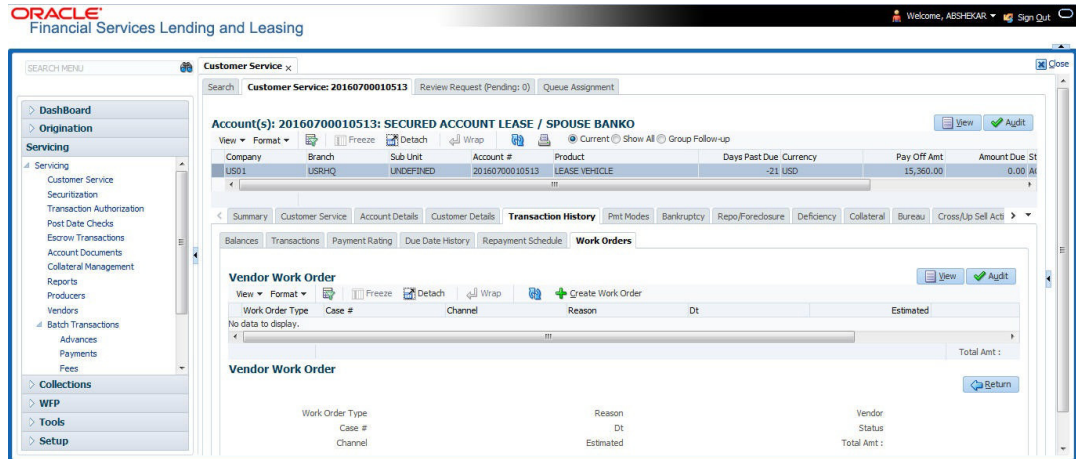 ORACLE
Financial Services Lending and Leasing
Welcome, ABSHEKAR Sign Out
SEARCH MENU
Customer Service x
Close
Search Customer Service: 20160700010513 Review Request (Pending: 0) Queue Assignment
DashBoard
Origination
Servicing
Servicing
Customer Service
Securitization
Transaction Authorization
Post Date Checks
Escrow Transactions
Account Documents
Collateral Management
Reports
Producers
Vendors
Batch Transactions
Advances
Payments
Fees
Collections
WFP
Tools
Setup
Account(s): 20160700010513: SECURED ACCOUNT LEASE / SPOUSE BANKO
View Audit
View Format Freeze Detach Wrap Current Show All Group Follow-up
Company Branch Sub Unit Account # Product Days Past Due Currency Pay Off Amt Amount Due St
US01 USRHQ UNDEFINED 20160700010513 LEASE VEHICLE -21 USD 15,360.00 0.00 A
Summary Customer Service Account Details Customer Details Transaction History Pmt Modes Bankruptcy Repo/Foreclosure Deficiency Collateral Bureau Cross/Up Sell Acti
Balances Transactions Payment Rating Due Date History Repayment Schedule Work Orders
Vendor Work Order
View Audit
View Format Freeze Detach Wrap Create Work Order
Work Order Type Case # Channel Reason Dt Estimated
No data to display.
Total Amt :
Vendor Work Order
Return
Work Order Type Reason Vendor
Case # Dt Status
Channel Estimated Total Amt :